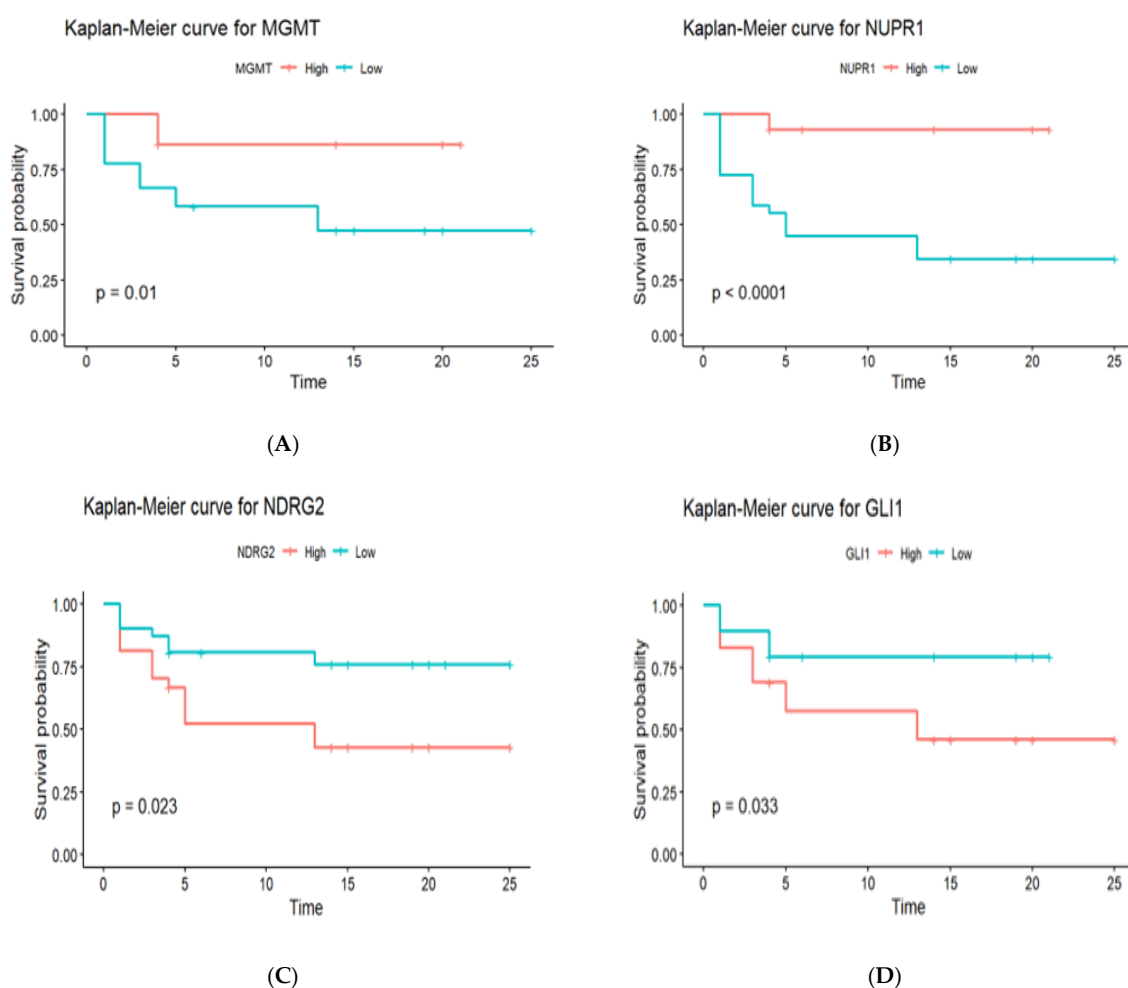 Kaplan-Meier curve for MGMT
MGMT High Low
Survival probability
1.00
0.75
0.50
0.25
0.00
p = 0.01
0 5 10 15 20 25
Time
(A)
Kaplan-Meier curve for NUPR1
NUPR1 High Low
Survival probability
1.00
0.75
0.50
0.25
0.00
p < 0.0001
0 5 10 15 20 25
Time
(B)
Kaplan-Meier curve for NDRG2
NDRG2 High Low
Survival probability
1.00
0.75
0.50
0.25
0.00
p = 0.023
0 5 10 15 20 25
Time
(C)
Kaplan-Meier curve for GLI1
GLI1 High Low
Survival probability
1.00
0.75
0.50
0.25
0.00
p = 0.033
0 5 10 15 20 25
Time
(D)